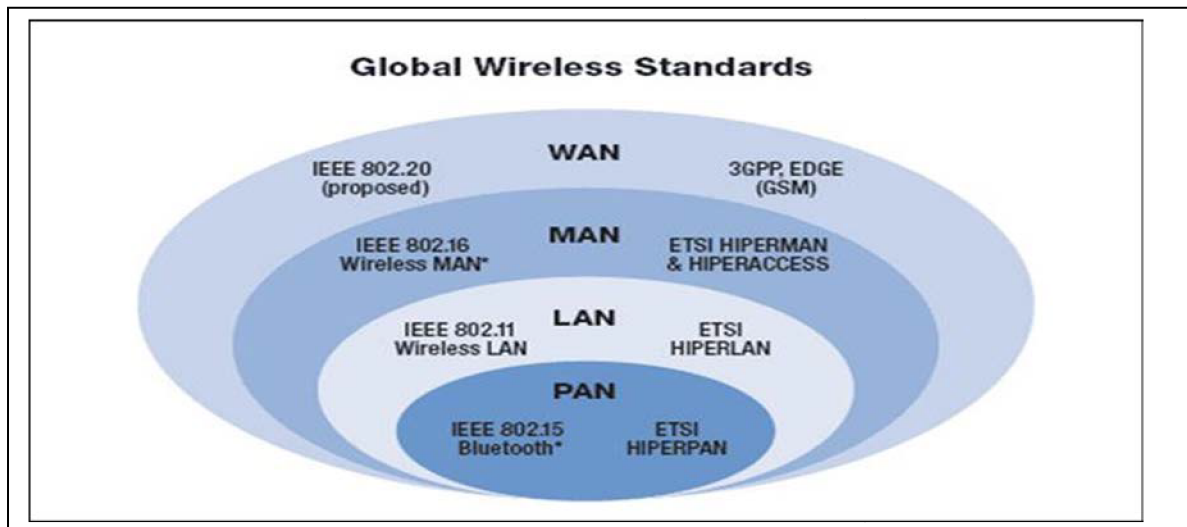 Global Wireless Standards
WAN
IEEE 802.20
(proposed)
3GPP, EDGE
(GSM)
MAN
IEEE 802.16
Wireless MAN*
ETSI HIPERMAN
& HIPERACCESS
LAN
IEEE 802.11
Wireless LAN
ETSI
HIPERLAN
PAN
IEEE 802.15
Bluetooth*
ETSI
HIPERPAN